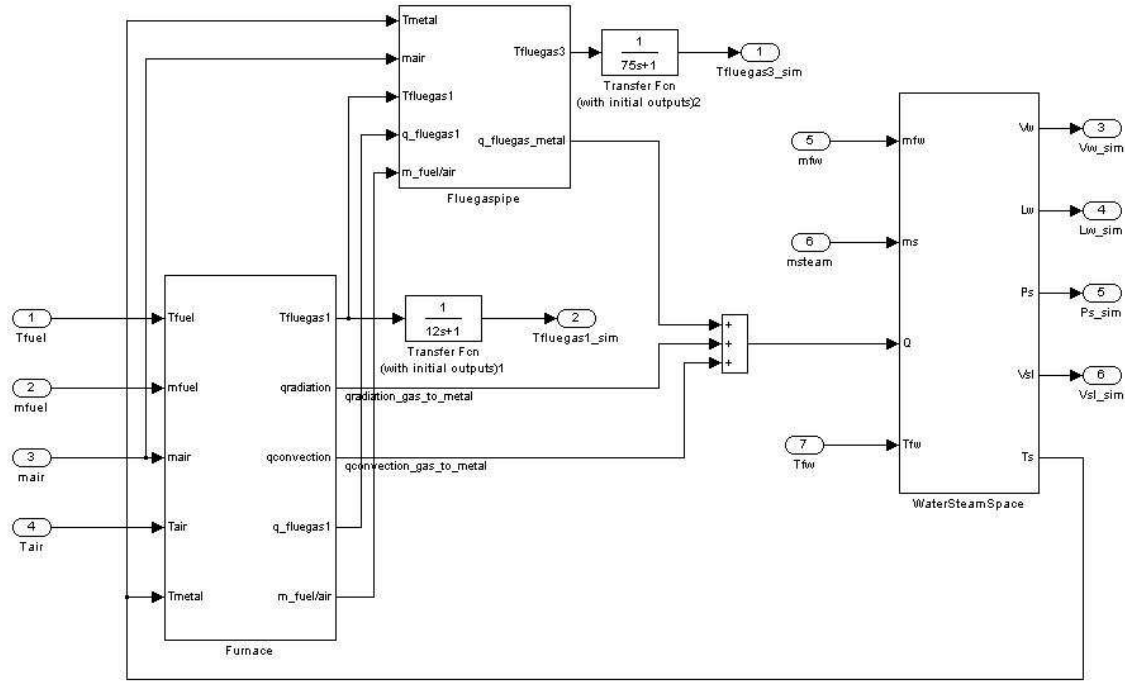 Tmetal
mair
Tfluegas1
q_fluegas1
m_fuel/air
Tfluegas3
q_fluegas_metal
Fluegaspipe
1
75s+1
Transfer Fcn
(with initial outputs)2
1
Tfluegas3_sim
1
Tfuel
2
mfuel
3
mair
4
Tair
Tfuel
mfuel
mair
Tair
Tmetal
Tfluegas1
qradiation
qconvection
q_fluegas1
m_fuel/air
Furnace
1
12s+1
Transfer Fcn
(with initial outputs)1
2
Tfluegas1_sim
qradiation_gas_to_metal
qconvection_gas_to_metal
+
+
+
5
mfw
6
msteam
7
Tfw
mfw
ms
Q
Tfw
Vw
Lw
Ps
Vsl
Ts
WaterSteamSpace
3
Vw_sim
4
Lw_sim
5
Ps_sim
6
Vsl_sim